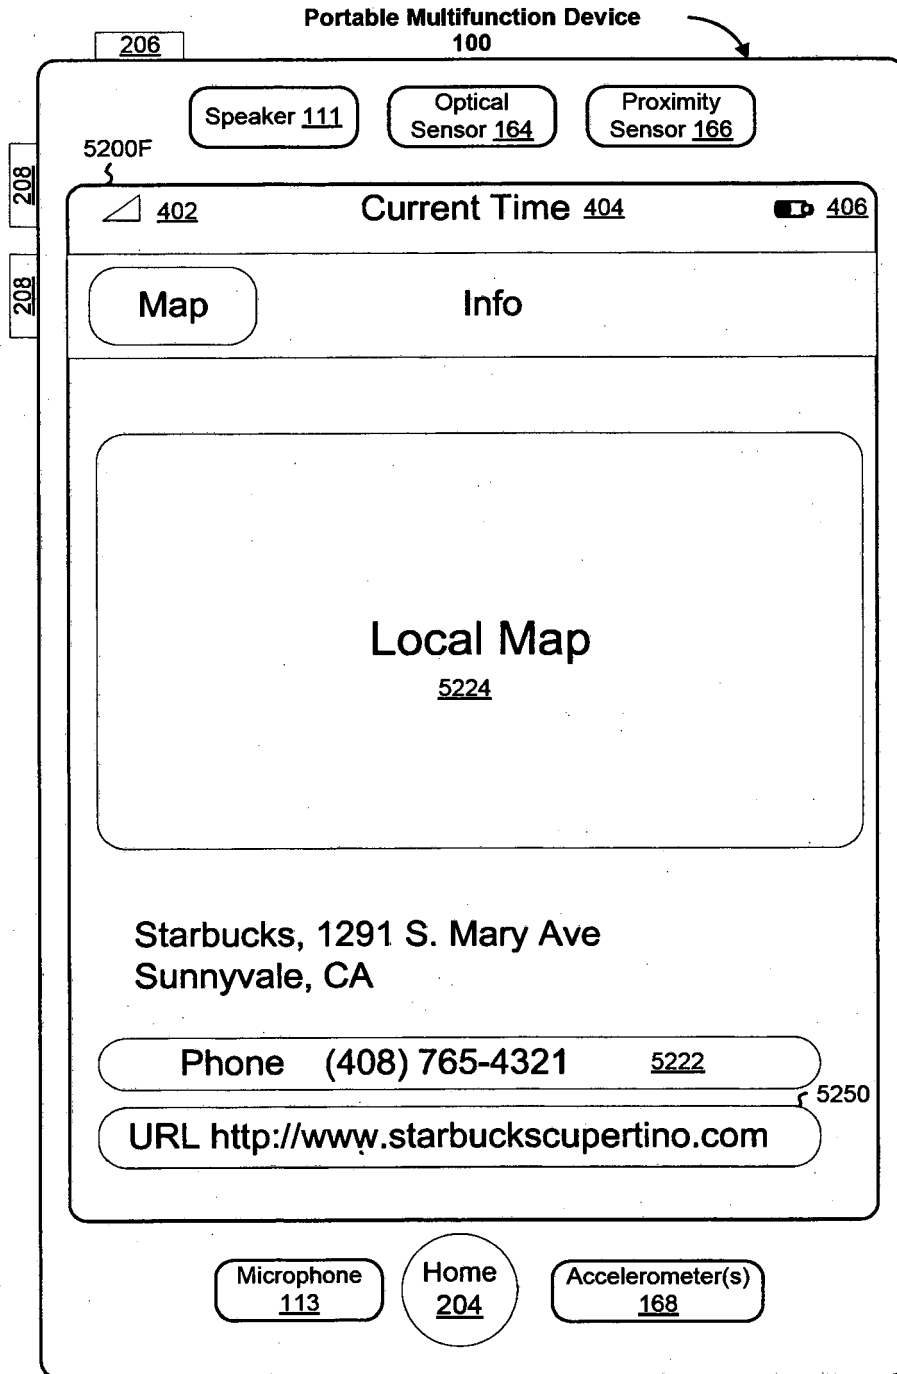 Portable Multifunction Device
100
206
Speaker 111
Optical
Sensor 164
Proximity
Sensor 166
5200F
208
402
Current Time 404
406
208
Map
Info
Local Map
5224
Starbucks, 1291 S. Mary Ave
Sunnyvale, CA
Phone (408) 765-4321 5222
5250
URL http://www.starbuckscupertino.com
Microphone
113
Home
204
Accelerometer(s)
168